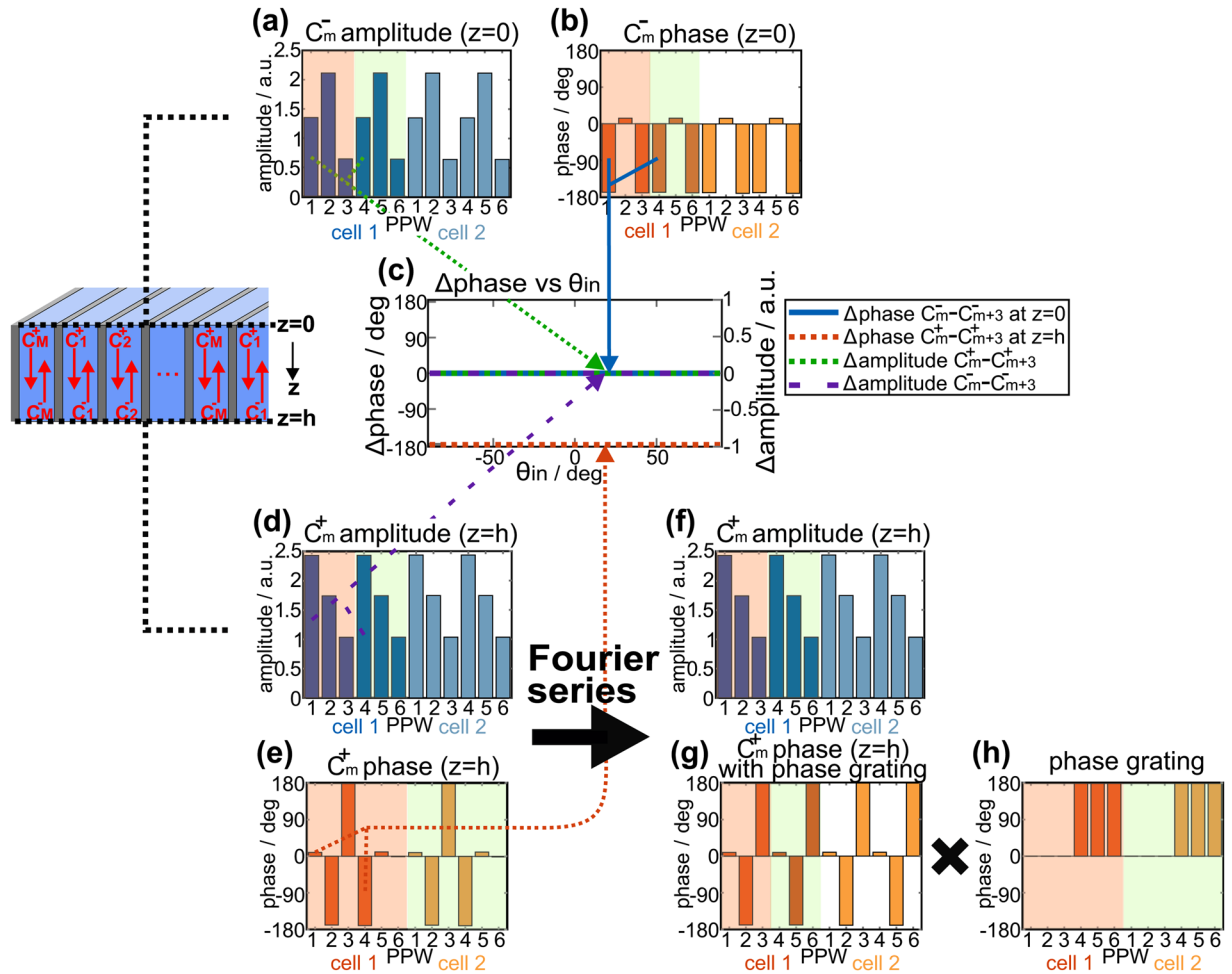 (a)
C⁻ₘ amplitude (z=0)
amplitude / a.u.
2.5
2
1.5
1
0.5
0
1 2 3 4 5 6 1 2 3 4 5 6
cell 1 PPW cell 2
(b)
C⁻ₘ phase (z=0)
phase / deg
180
90
0
-90
-180
1 2 3 4 5 6 1 2 3 4 5 6
cell 1 PPW cell 2
C⁺M C⁺1 C⁺2 C⁺M C⁺1
...
C⁻M C⁻1 C⁻2 C⁻M C⁻1
z=0
z
z=h
(c)
Δphase vs θin
Δphase / deg
180
90
0
-90
-180
-50 0 50
θin / deg
1
0.5
0
-0.5
-1
Δamplitude / a.u.
Δphase C⁻ₘ–C⁻ₘ₊₃ at z=0
Δphase C⁺ₘ–C⁺ₘ₊₃ at z=h
Δamplitude C⁺ₘ–C⁺ₘ₊₃
Δamplitude C⁻ₘ–C⁻ₘ₊₃
(d)
C⁺ₘ amplitude (z=h)
amplitude / a.u.
2.5
2
1.5
1
0.5
0
1 2 3 4 5 6 1 2 3 4 5 6
cell 1 PPW cell 2
(f)
C⁺ₘ amplitude (z=h)
amplitude / a.u.
2.5
2
1.5
1
0.5
0
1 2 3 4 5 6 1 2 3 4 5 6
cell 1 PPW cell 2
Fourier
series
(e)
C⁺ₘ phase (z=h)
phase / deg
180
90
0
-90
-180
1 2 3 4 5 6 1 2 3 4 5 6
cell 1 PPW cell 2
(g)
C⁺ₘ phase (z=h)
with phase grating
phase / deg
180
90
0
-90
-180
1 2 3 4 5 6 1 2 3 4 5 6
cell 1 PPW cell 2
(h)
phase grating
phase / deg
180
90
0
-90
-180
1 2 3 4 5 6 1 2 3 4 5 6
cell 1 PPW cell 2